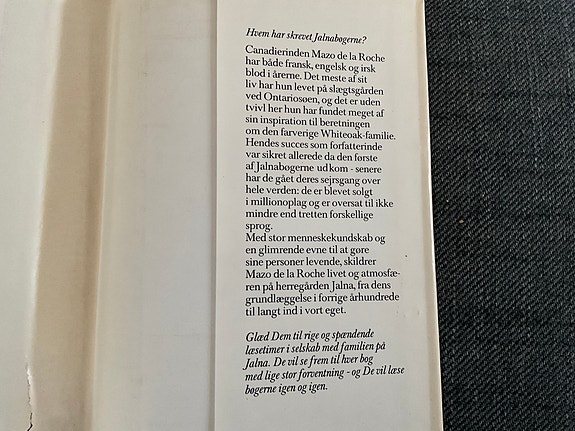 Hvem har skrevet Jalnabøgerne?
Canadierinden Mazo de la Roche
har både fransk, engelsk og irsk
blod i årerne. Det meste af sit
liv har hun levet på slægtsgården
ved Ontariosøen, og det er uden
tvivl her hun har fundet meget af
sin inspiration til beretningen
om den farverige Whiteoak-familie.
Hendes succes som forfatterinde
var sikret allerede da den første
af Jalnabøgerne udkom - senere
har de gået deres sejrsgang over
hele verden: de er blevet solgt
i millionoplag og er oversat til ikke
mindre end tretten forskellige
sprog.
Med stor menneskekundskab og
en glimrende evne til at gøre
sine personer levende, skildrer
Mazo de la Roche livet og atmosfæ-
ren på herregården Jalna, fra dens
grundlæggelse i forrige århundrede
til langt ind i vort eget.
Glæd Dem til rige og spændende
læsetimer i selskab med familien på
Jalna. De vil se frem til hver bog
med lige stor forventning - og De vil læse
bøgerne igen og igen.